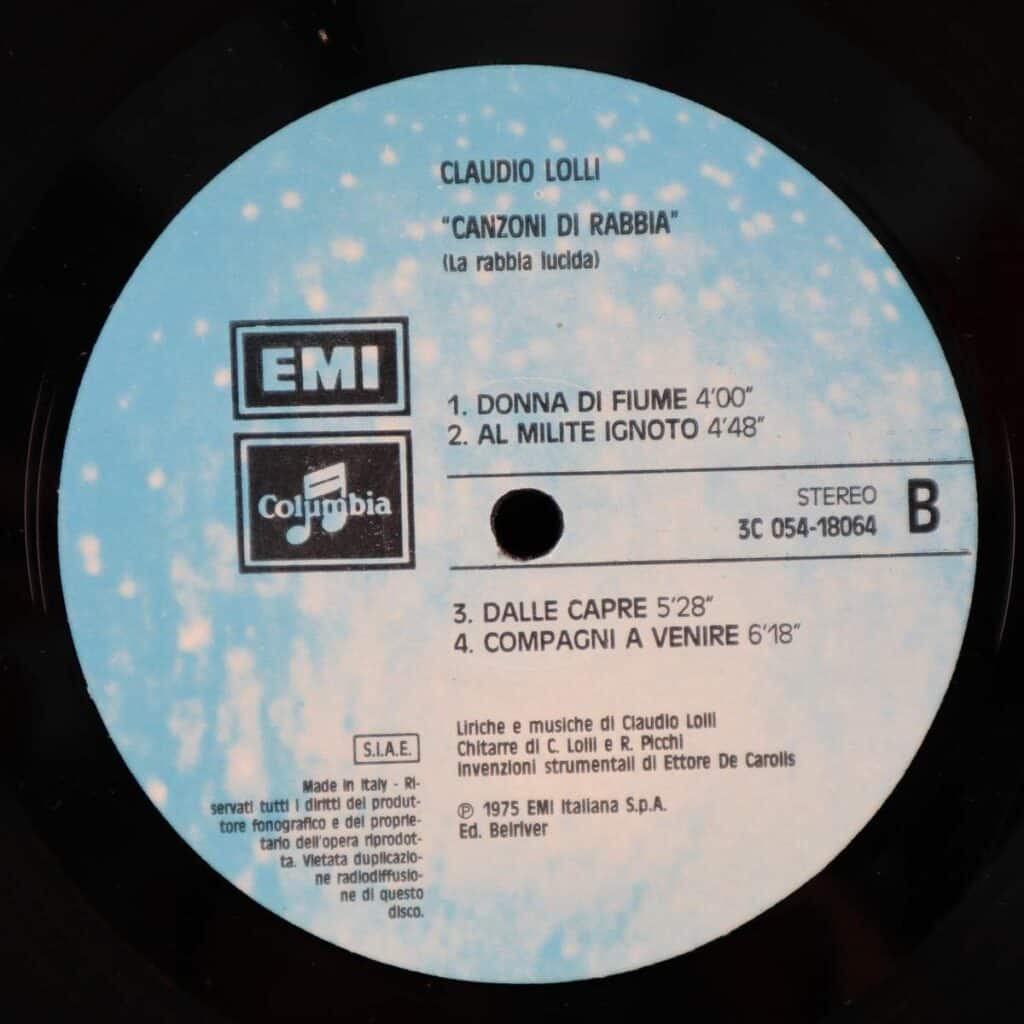 CLAUDIO LOLLI
"CANZONI DI RABBIA"
(La rabbia lucida)
EMI
Columbia
1. DONNA DI FIUME 4'00"
2. AL MILITE IGNOTO 4'48"
STEREO
3C 054-18064
B
3. DALLE CAPRE 5'28"
4. COMPAGNI A VENIRE 6'18"
Liriche e musiche di Claudio Lolli
Chitarre di C. Lolli e R. Picchi
Invenzioni strumentali di Ettore De Carolis
℗ 1975 EMI Italiana S.p.A.
Ed. Belriver
S.I.A.E.
Made in Italy - Ri-
servati tutti i diritti del produt-
tore fonografico e del proprie-
tario dell'opera riprodot-
ta. Vietata duplicazio-
ne radiodiffusio-
ne di questo
disco.